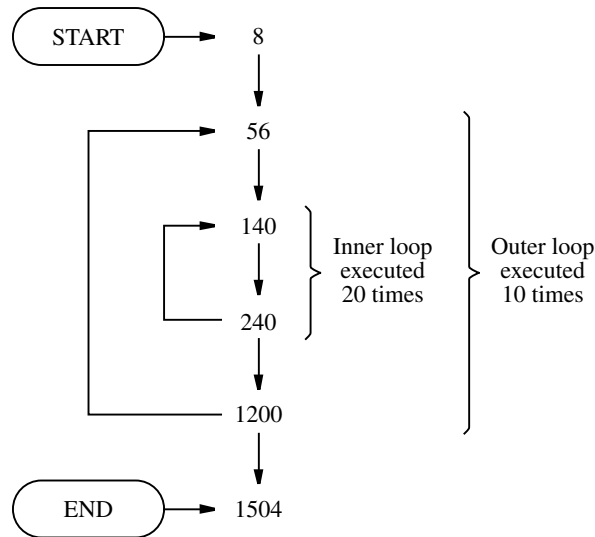 START
8
56
140
Inner loop
executed
20 times
Outer loop
executed
10 times
240
1200
END
1504